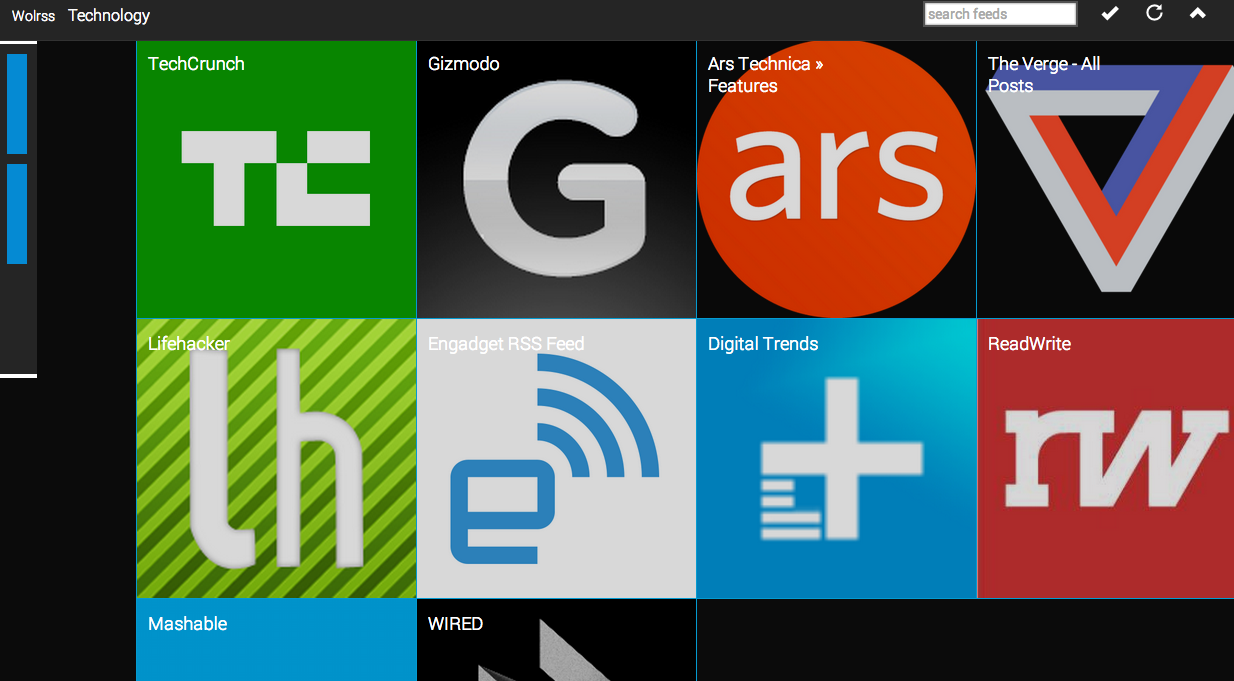 Wolrss Technology
search feeds
TechCrunch
Gizmodo
Ars Technica »
Features
The Verge - All
Posts
TC
G
ars
Lifehacker
Engadget RSS Feed
Digital Trends
ReadWrite
lh
e
rw
Mashable
WIRED